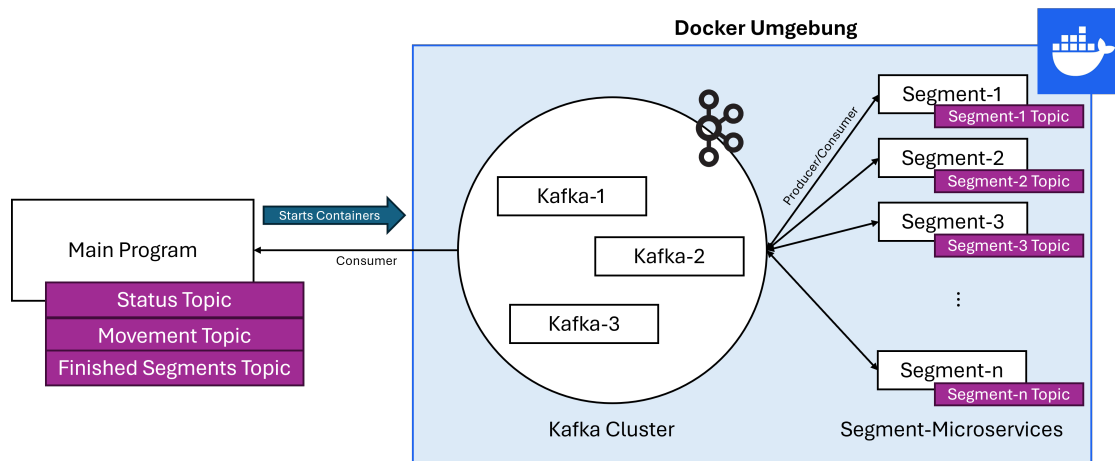 Docker Umgebung
Main Program
Status Topic
Movement Topic
Finished Segments Topic
Starts Containers
Consumer
Kafka-1
Kafka-2
Kafka-3
Kafka Cluster
Producer/Consumer
Segment-1
Segment-1 Topic
Segment-2
Segment-2 Topic
Segment-3
Segment-3 Topic
⋮
Segment-n
Segment-n Topic
Segment-Microservices